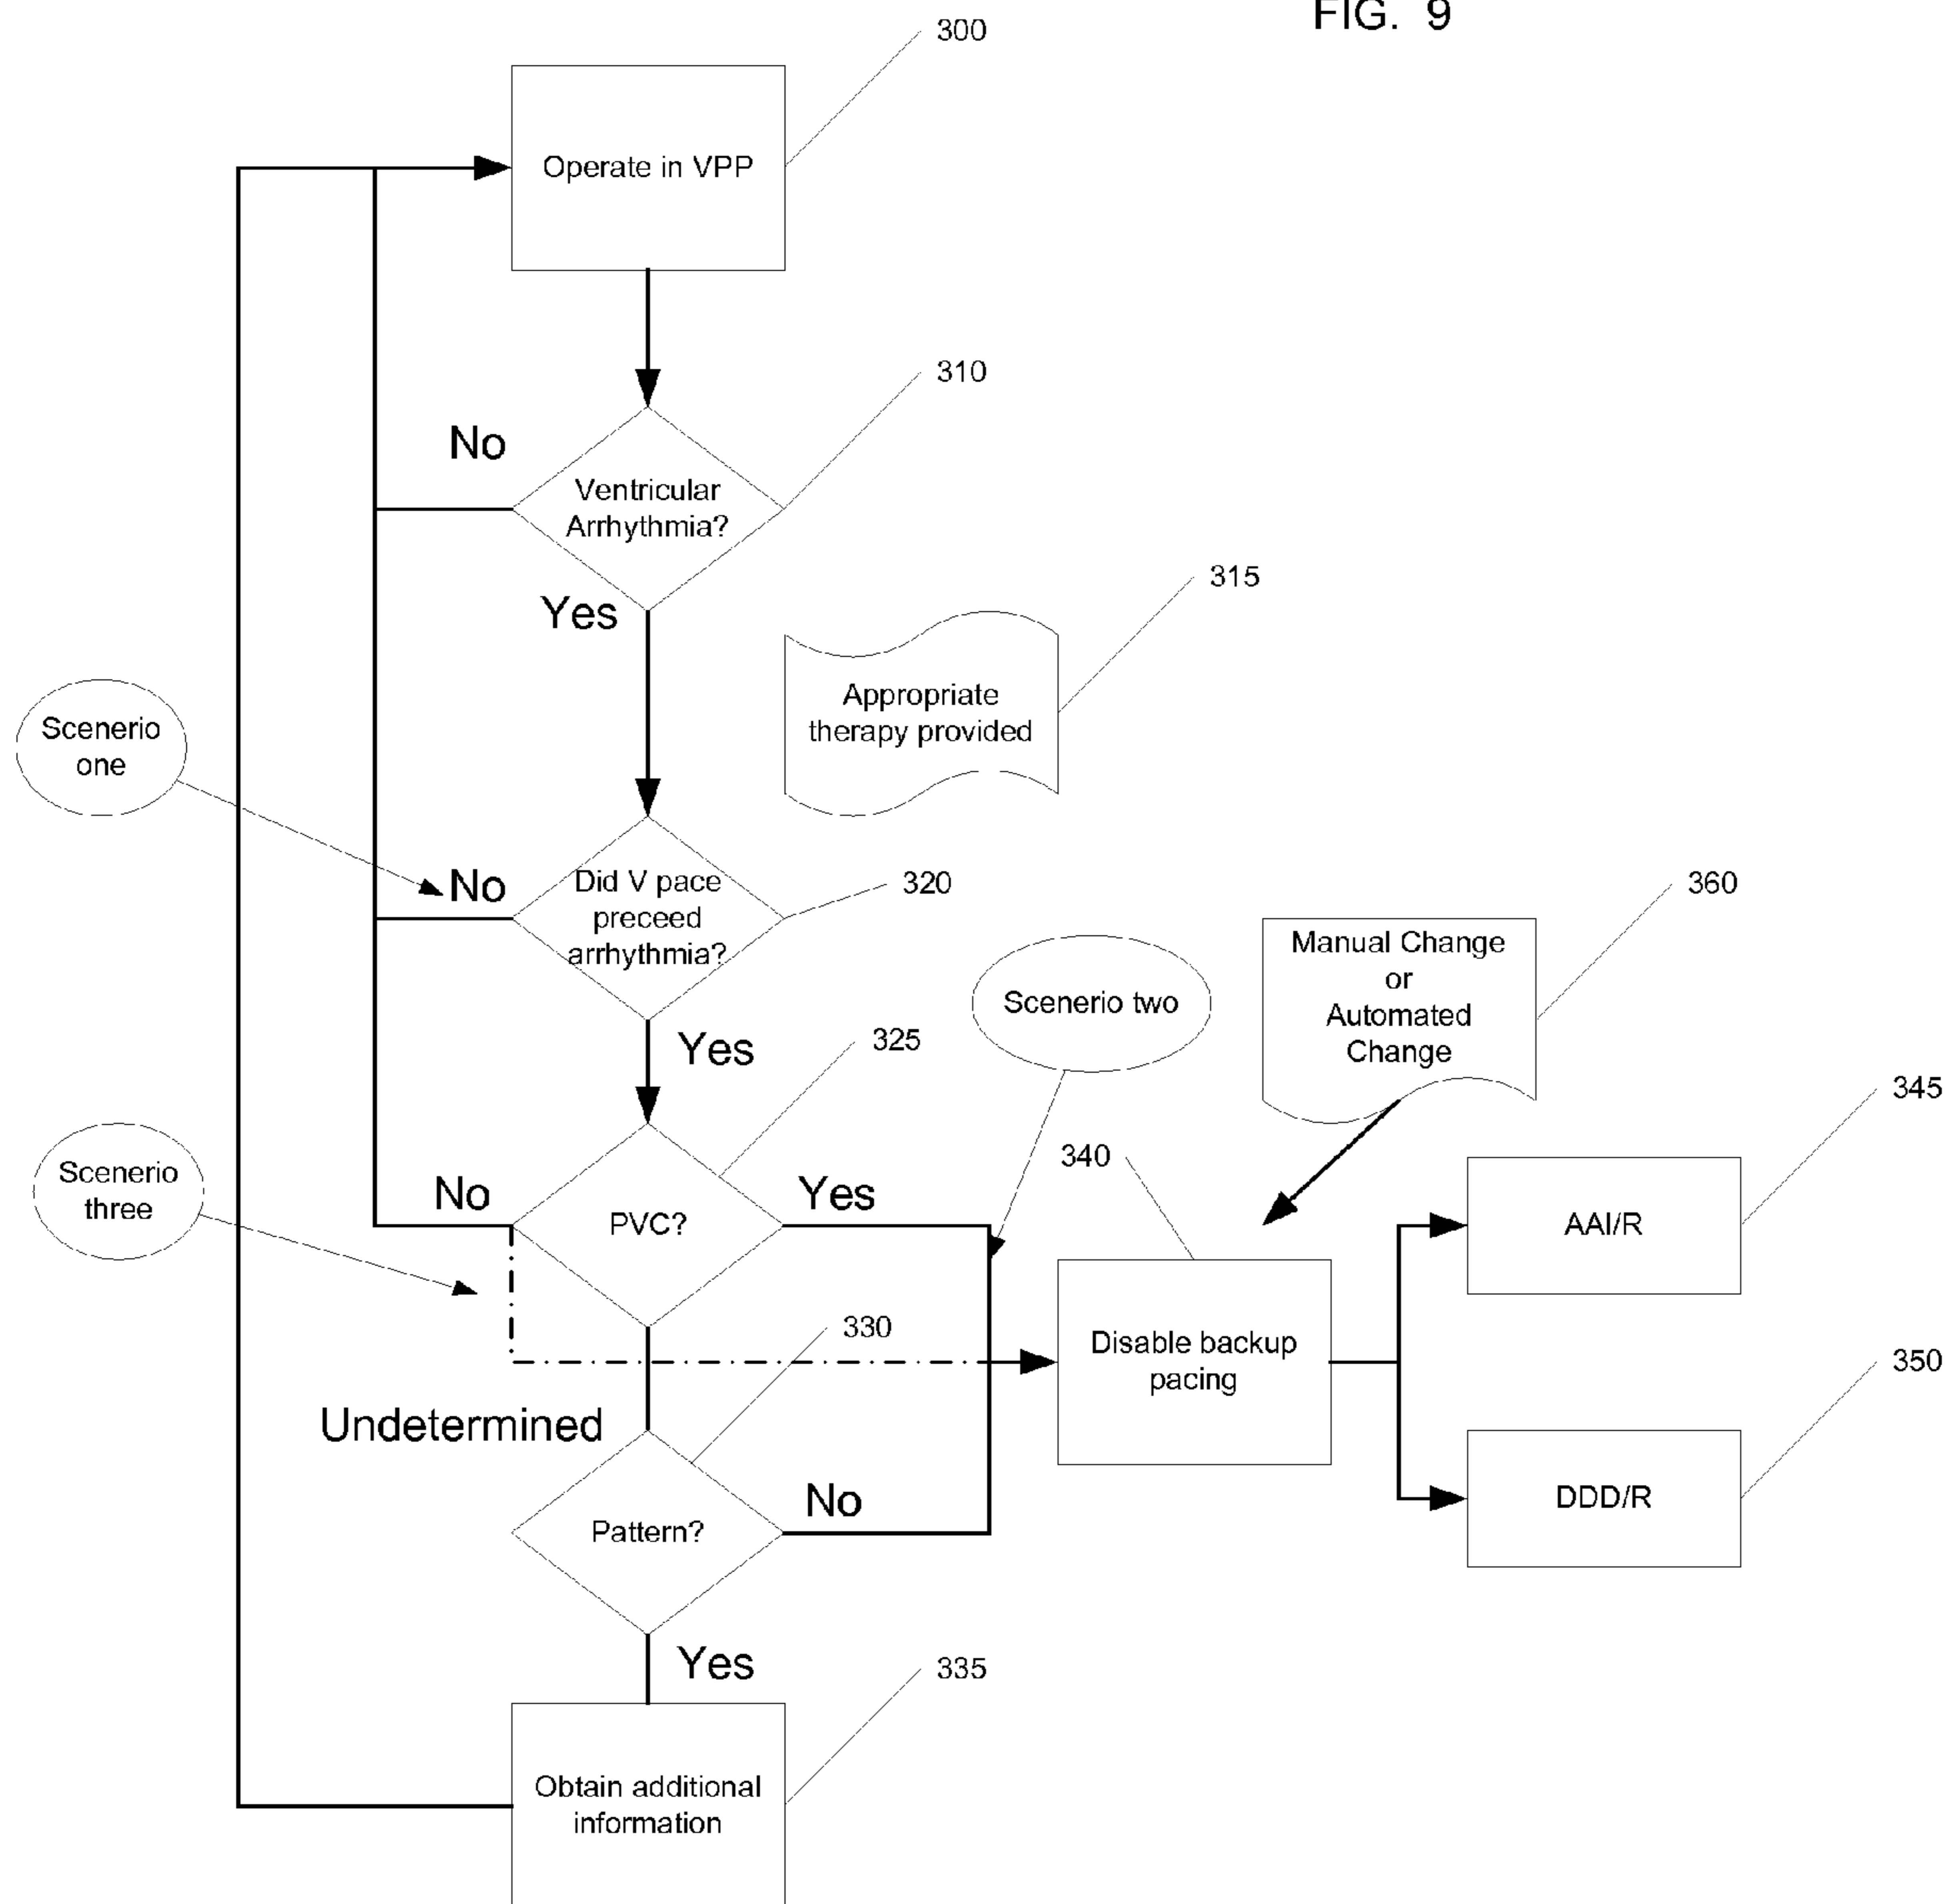 FIG. 9
300
Operate in VPP
310
No
Ventricular
Arrhythmia?
Yes
315
Appropriate
therapy provided
Scenerio
one
No
Did V pace
preceed
arrhythmia?
320
360
Manual Change
or
Automated
Change
Scenerio two
Yes
325
345
340
Scenerio
three
No
PVC?
Yes
AAI/R
330
Disable backup
pacing
350
Undetermined
No
Pattern?
DDD/R
Yes
335
Obtain additional
information